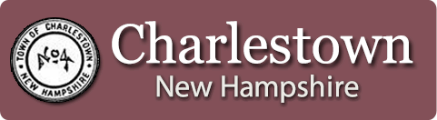 TOWN OF CHARLESTOWN
No 4
NEW HAMPSHIRE
Charlestown
New Hampshire